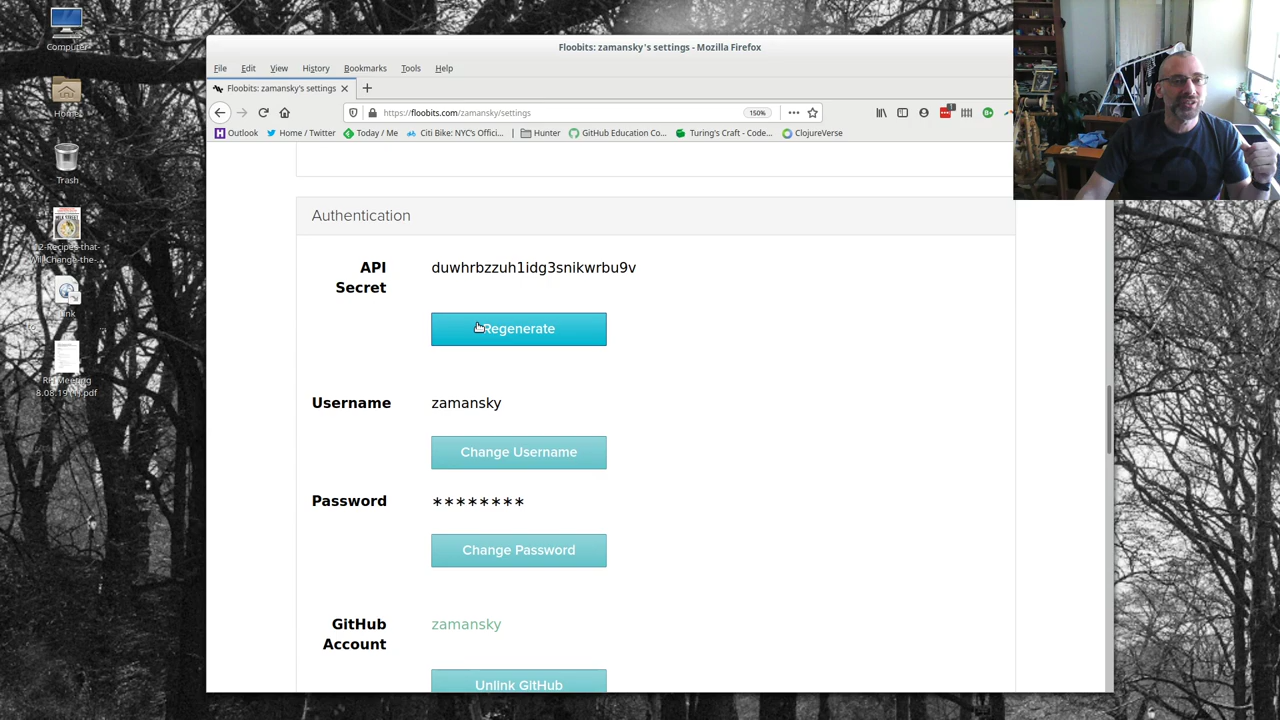 Computer
Home
Trash
Floobits: zamansky's settings - Mozilla Firefox
File Edit View History Bookmarks Tools Help
Floobits: zamansky's settings
https://floobits.com/zamansky/settings
150%
Outlook Home / Twitter Today / Me Citi Bike: NYC's Offici... Hunter GitHub Education Co... Turing's Craft - Code... ClojureVerse
Authentication
API Secret
duwhrbzzuh1idg3snikwrbu9v
Regenerate
Username
zamansky
Change Username
Password
********
Change Password
GitHub Account
zamansky
Unlink GitHub
8.08.19